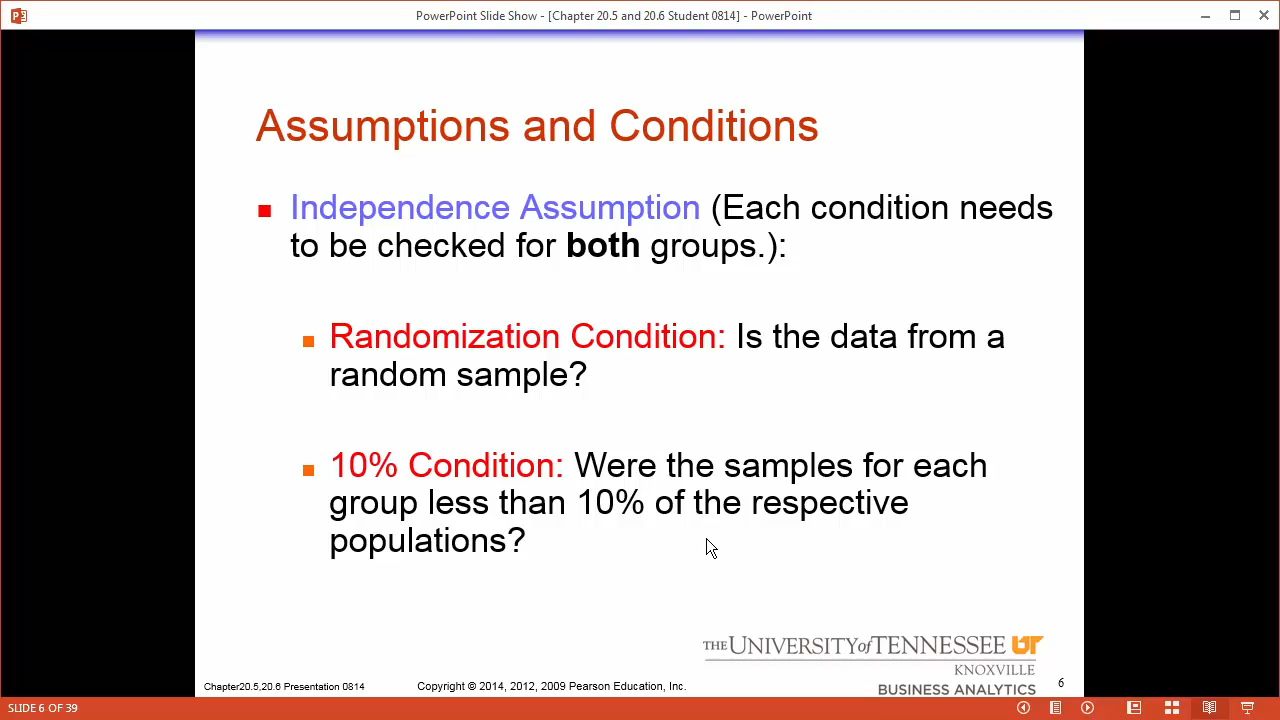 PowerPoint Slide Show - [Chapter 20.5 and 20.6 Student 0814] - PowerPoint
Assumptions and Conditions
Independence Assumption (Each condition needs
to be checked for both groups.):
Randomization Condition: Is the data from a
random sample?
10% Condition: Were the samples for each
group less than 10% of the respective
populations?
THE UNIVERSITY of TENNESSEE UT
KNOXVILLE
BUSINESS ANALYTICS
Chapter20.5,20.6 Presentation 0814
Copyright © 2014, 2012, 2009 Pearson Education, Inc.
6
SLIDE 6 OF 39